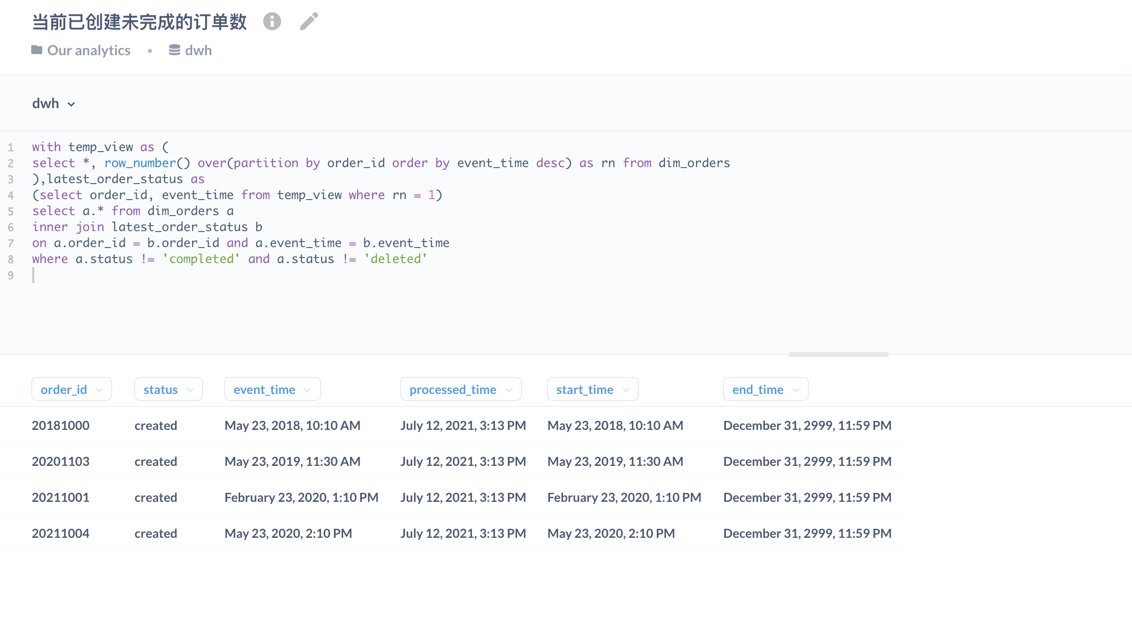 当前已创建未完成的订单数
Our analytics • dwh
dwh
1 with temp_view as (
2 select *, row_number() over(partition by order_id order by event_time desc) as rn from dim_orders
3 ),latest_order_status as
4 (select order_id, event_time from temp_view where rn = 1)
5 select a.* from dim_orders a
6 inner join latest_order_status b
7 on a.order_id = b.order_id and a.event_time = b.event_time
8 where a.status != 'completed' and a.status != 'deleted'
9
order_id status event_time processed_time start_time end_time
20181000 created May 23, 2018, 10:10 AM July 12, 2021, 3:13 PM May 23, 2018, 10:10 AM December 31, 2999, 11:59 PM
20201103 created May 23, 2019, 11:30 AM July 12, 2021, 3:13 PM May 23, 2019, 11:30 AM December 31, 2999, 11:59 PM
20211001 created February 23, 2020, 1:10 PM July 12, 2021, 3:13 PM February 23, 2020, 1:10 PM December 31, 2999, 11:59 PM
20211004 created May 23, 2020, 2:10 PM July 12, 2021, 3:13 PM May 23, 2020, 2:10 PM December 31, 2999, 11:59 PM